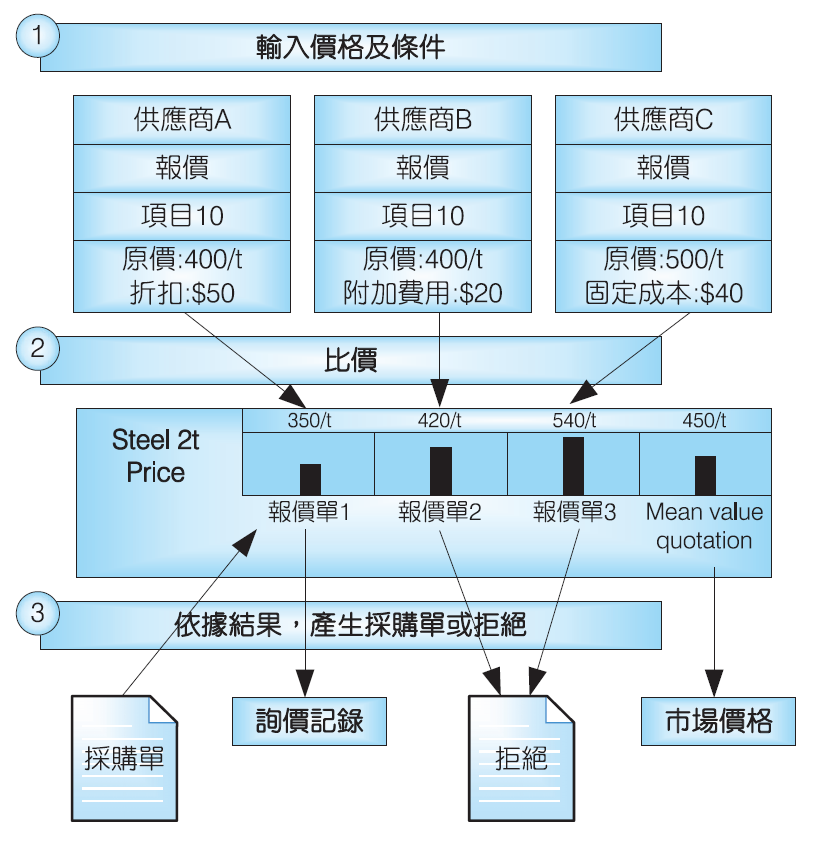 1
輸入價格及條件
供應商A
報價
項目10
原價:400/t
折扣:$50
供應商B
報價
項目10
原價:400/t
附加費用:$20
供應商C
報價
項目10
原價:500/t
固定成本:$40
2
比價
Steel 2t
Price
350/t
420/t
540/t
450/t
報價單1
報價單2
報價單3
Mean value
quotation
3
依據結果，產生採購單或拒絕
採購單
詢價記錄
拒絕
市場價格